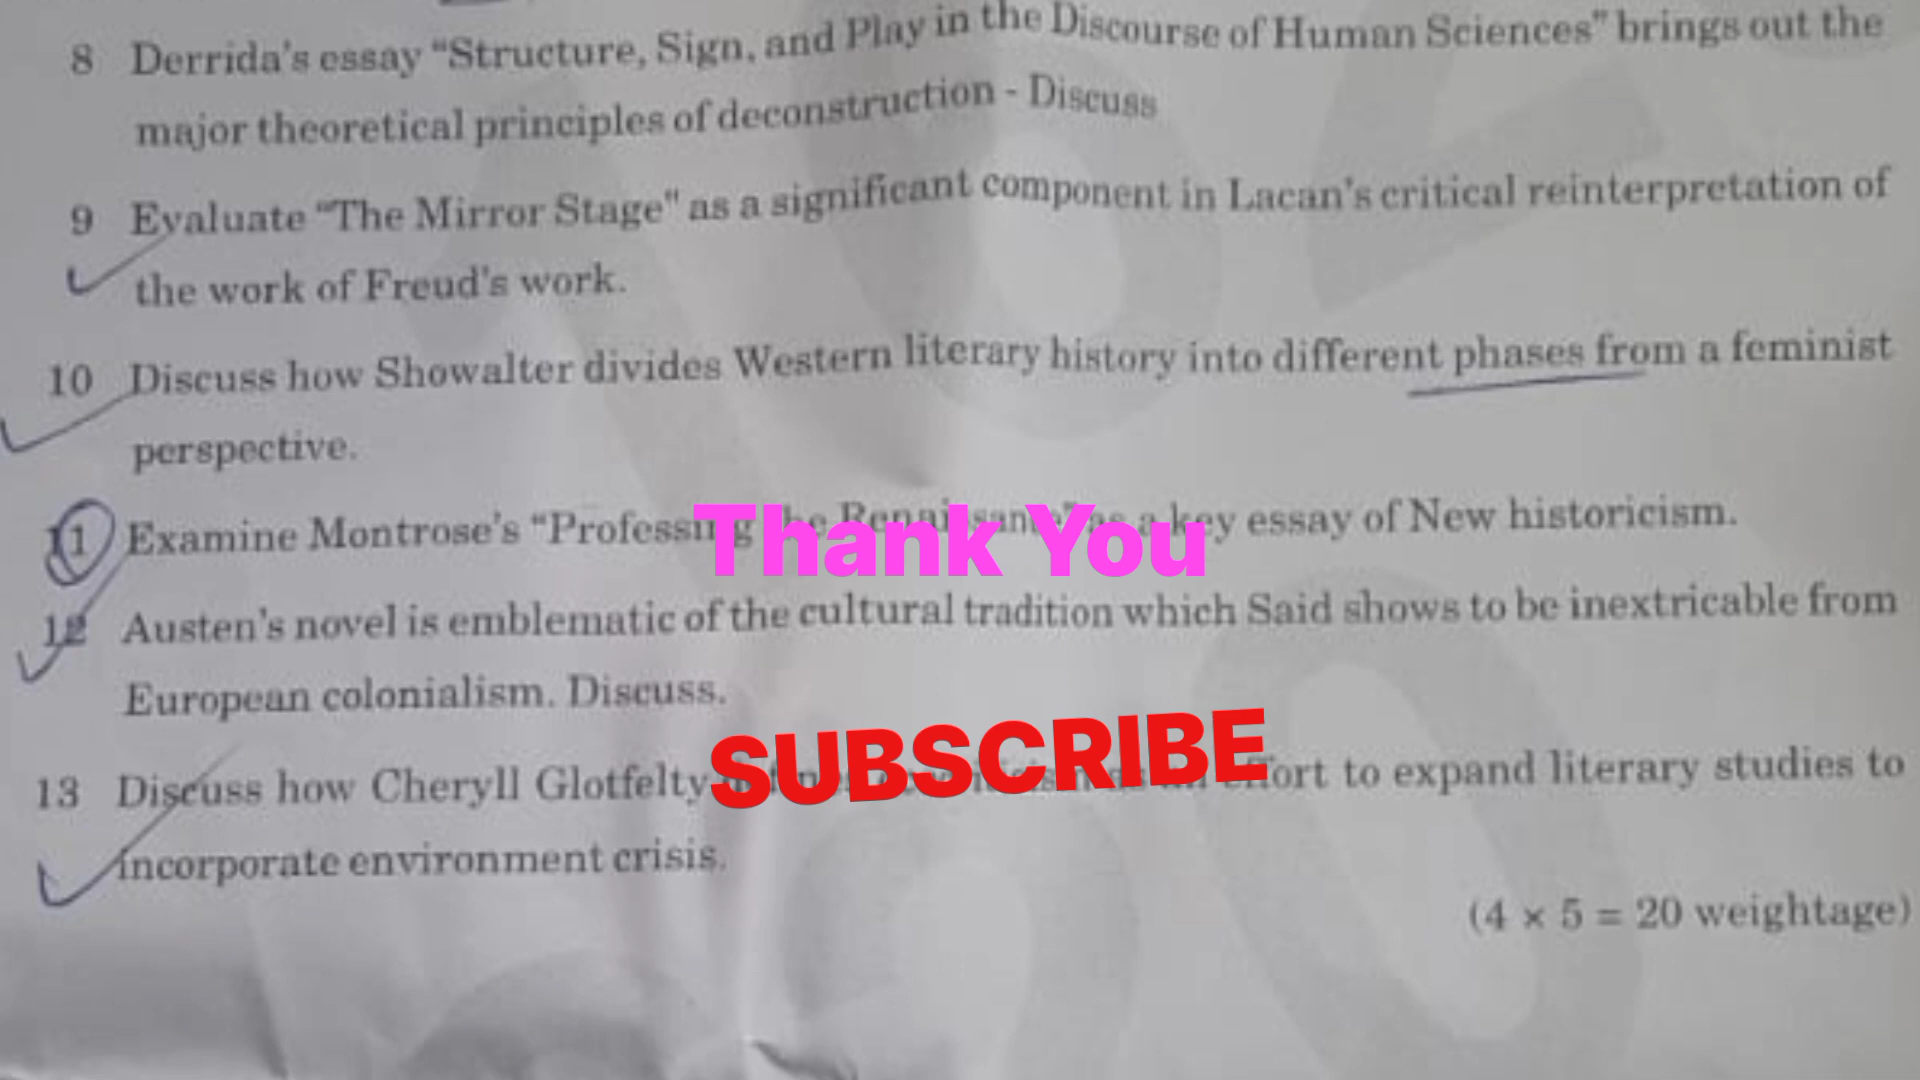 8 Derrida's essay “Structure, Sign, and Play in the Discourse of Human Sciences” brings out the
major theoretical principles of deconstruction - Discuss
9 Evaluate “The Mirror Stage” as a significant component in Lacan's critical reinterpretation of
the work of Freud's work.
10 Discuss how Showalter divides Western literary history into different phases from a feminist
perspective.
11 Examine Montrose's “Professing the Renaissance” as a key essay of New historicism.
Thank You
12 Austen's novel is emblematic of the cultural tradition which Said shows to be inextricable from
European colonialism. Discuss.
SUBSCRIBE
13 Discuss how Cheryll Glotfelty effort to expand literary studies to
incorporate environment crisis.
(4 × 5 = 20 weightage)